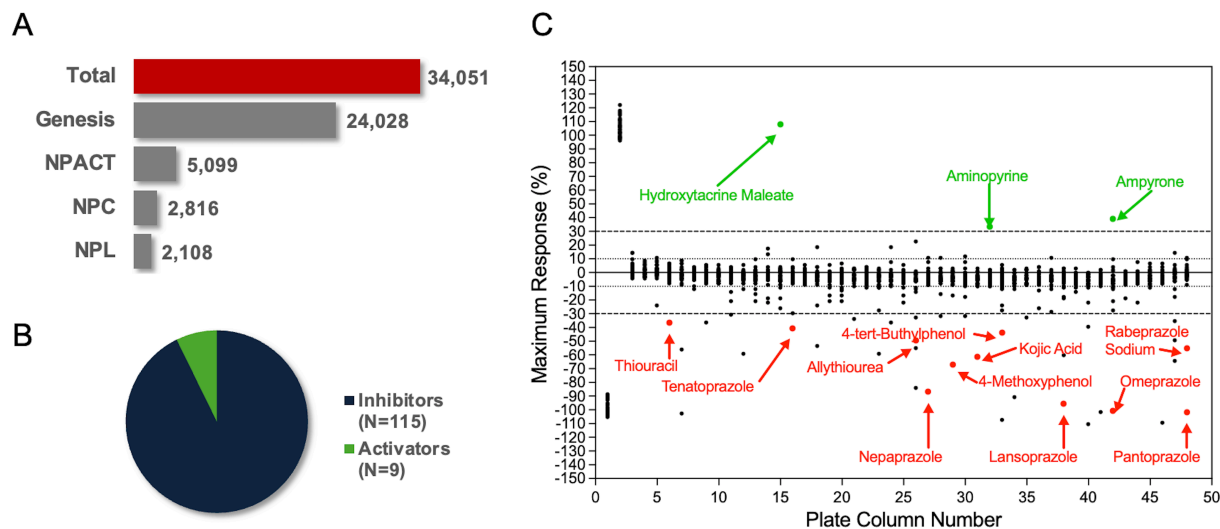 A
Total
34,051
Genesis
24,028
NPACT
5,099
NPC
2,816
NPL
2,108
B
Inhibitors
(N=115)
Activators
(N=9)
C
Maximum Response (%)
150
140
130
120
110
100
90
80
70
60
50
40
30
20
10
0
-10
-20
-30
-40
-50
-60
-70
-80
-90
-100
-110
-120
-130
-140
-150
Hydroxytacrine Maleate
Aminopyrine
Ampyrone
Thiouracil
Tenatoprazole
4-tert-Buthylphenol
Allythiourea
Kojic Acid
4-Methoxyphenol
Rabeprazole
Sodium
Omeprazole
Nepaprazole
Lansoprazole
Pantoprazole
0 5 10 15 20 25 30 35 40 45 50
Plate Column Number